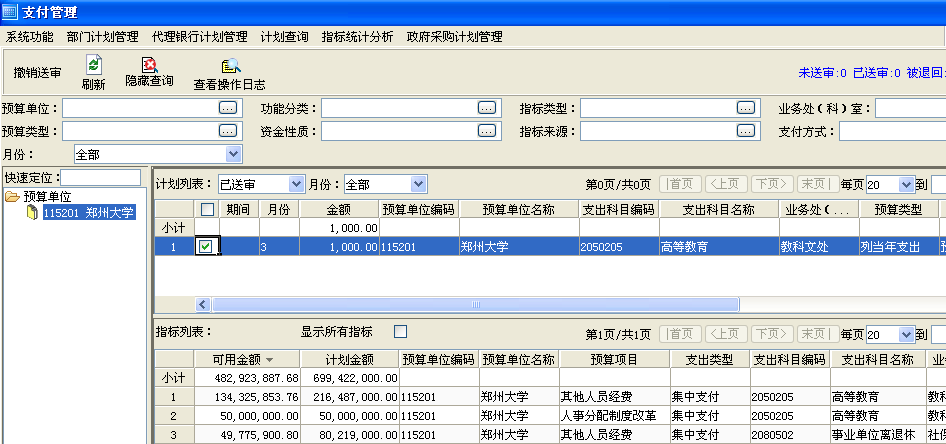 支付管理
系统功能 部门计划管理 代理银行计划管理 计划查询 指标统计分析 政府采购计划管理
撤销送审 刷新 隐藏查询 查看操作日志 未送审:0 已送审:0 被退回:
预算单位： ... 功能分类： ... 指标类型： ... 业务处(科)室：
预算类型： ... 资金性质： ... 指标来源： ... 支付方式：
月份： 全部
快速定位：
预算单位
115201 郑州大学
计划列表： 已送审 月份： 全部 第0页/共0页 |首页 <上页 下页> 末页| 每页 20 到
期间 月份 金额 预算单位编码 预算单位名称 支出科目编码 支出科目名称 业务处(... 预算类型
小计 1,000.00
1 3 1,000.00 115201 郑州大学 2050205 高等教育 教科文处 列当年支出
指标列表： 显示所有指标 第1页/共1页 |首页 <上页 下页> 末页| 每页 20 到
可用金额 计划金额 预算单位编码 预算单位名称 预算项目 支出类型 支出科目编码 支出科目名称 业
小计 482,923,887.68 699,422,000.00
1 134,325,853.76 216,487,000.00 115201 郑州大学 其他人员经费 集中支付 2050205 高等教育 教科
2 50,000,000.00 50,000,000.00 115201 郑州大学 人事分配制度改革 集中支付 2050205 高等教育 教科
3 49,775,900.80 80,219,000.00 115201 郑州大学 其他人员经费 集中支付 2080502 事业单位离退休 社保